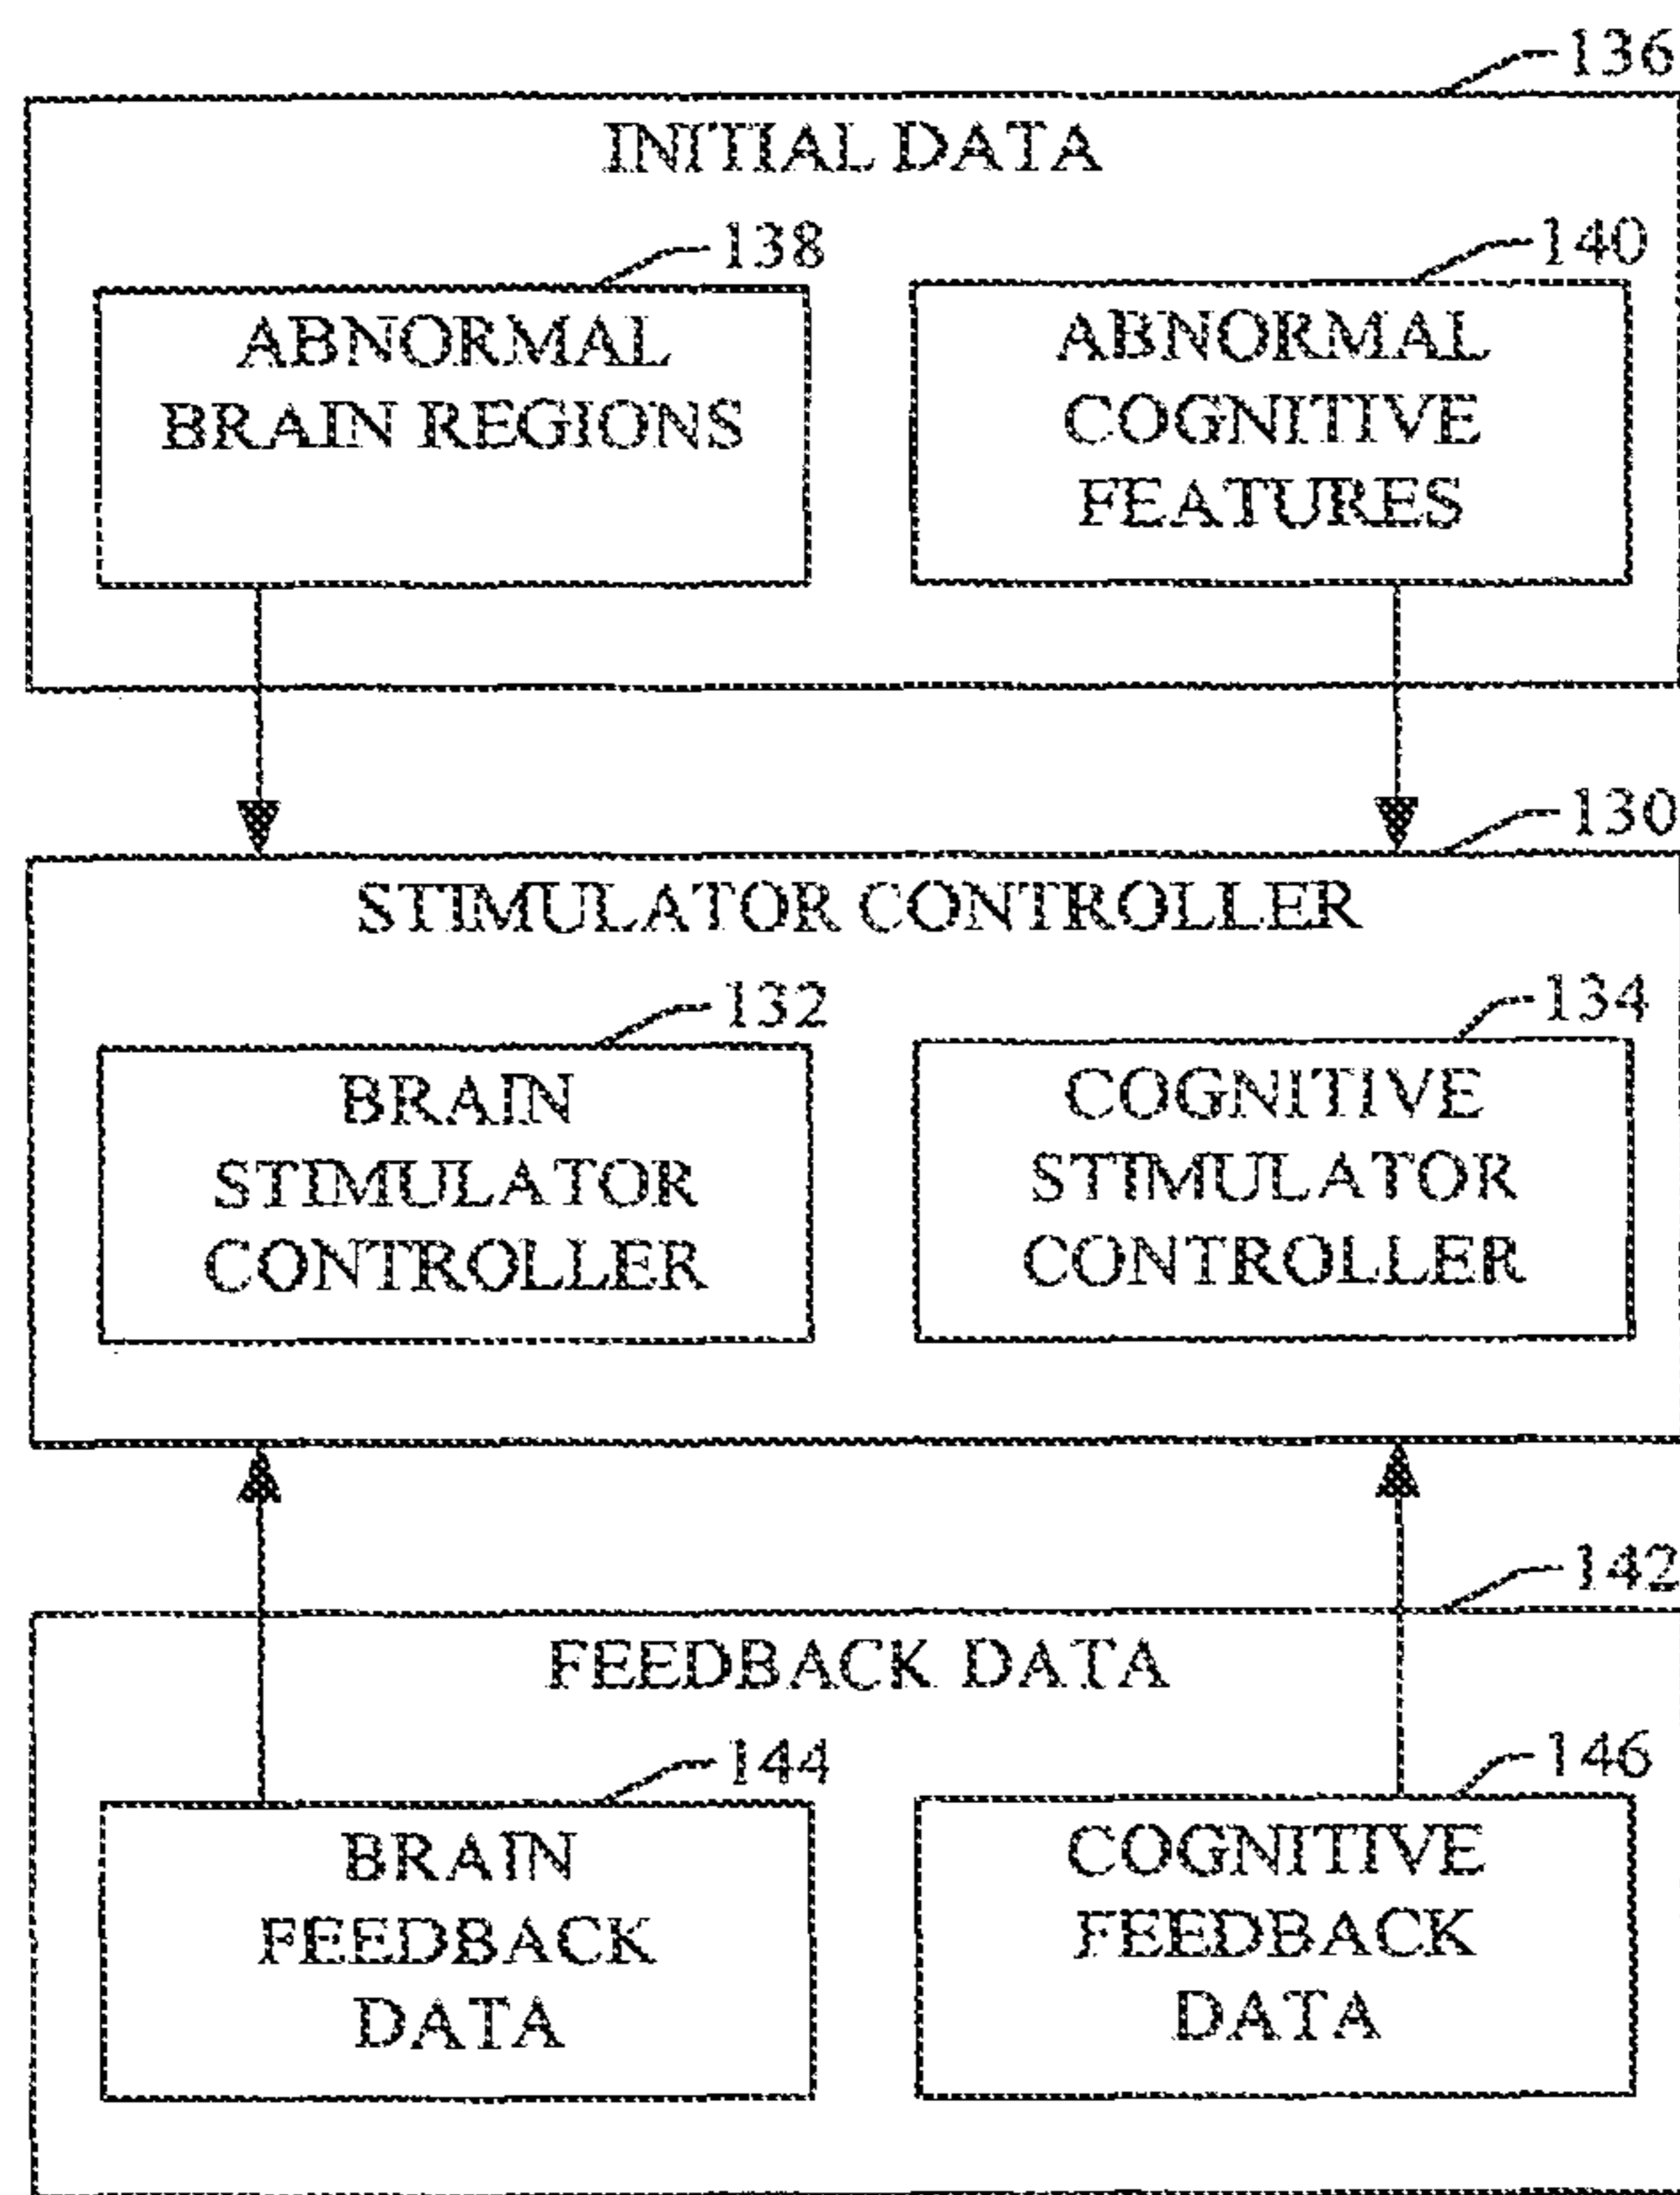 136
INITIAL DATA
138
ABNORMAL
BRAIN REGIONS
140
ABNORMAL
COGNITIVE
FEATURES
130
STIMULATOR CONTROLLER
132
BRAIN
STIMULATOR
CONTROLLER
134
COGNITIVE
STIMULATOR
CONTROLLER
142
FEEDBACK DATA
144
BRAIN
FEEDBACK
DATA
146
COGNITIVE
FEEDBACK
DATA